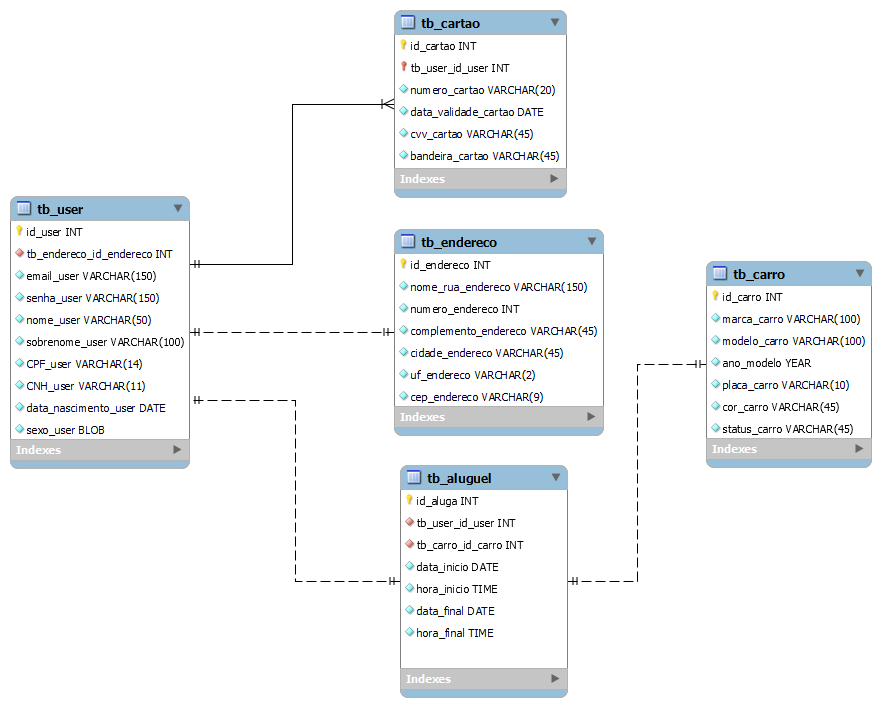 tb_cartao
id_cartao INT
tb_user_id_user INT
numero_cartao VARCHAR(20)
data_validade_cartao DATE
cvv_cartao VARCHAR(45)
bandeira_cartao VARCHAR(45)
Indexes
tb_user
id_user INT
tb_endereco_id_endereco INT
email_user VARCHAR(150)
senha_user VARCHAR(150)
nome_user VARCHAR(50)
sobrenome_user VARCHAR(100)
CPF_user VARCHAR(14)
CNH_user VARCHAR(11)
data_nascimento_user DATE
sexo_user BLOB
Indexes
tb_endereco
id_endereco INT
nome_rua_endereco VARCHAR(150)
numero_endereco INT
complemento_endereco VARCHAR(45)
cidade_endereco VARCHAR(45)
uf_endereco VARCHAR(2)
cep_endereco VARCHAR(9)
Indexes
tb_carro
id_carro INT
marca_carro VARCHAR(100)
modelo_carro VARCHAR(100)
ano_modelo YEAR
placa_carro VARCHAR(10)
cor_carro VARCHAR(45)
status_carro VARCHAR(45)
Indexes
tb_aluguel
id_aluga INT
tb_user_id_user INT
tb_carro_id_carro INT
data_inicio DATE
hora_inicio TIME
data_final DATE
hora_final TIME
Indexes